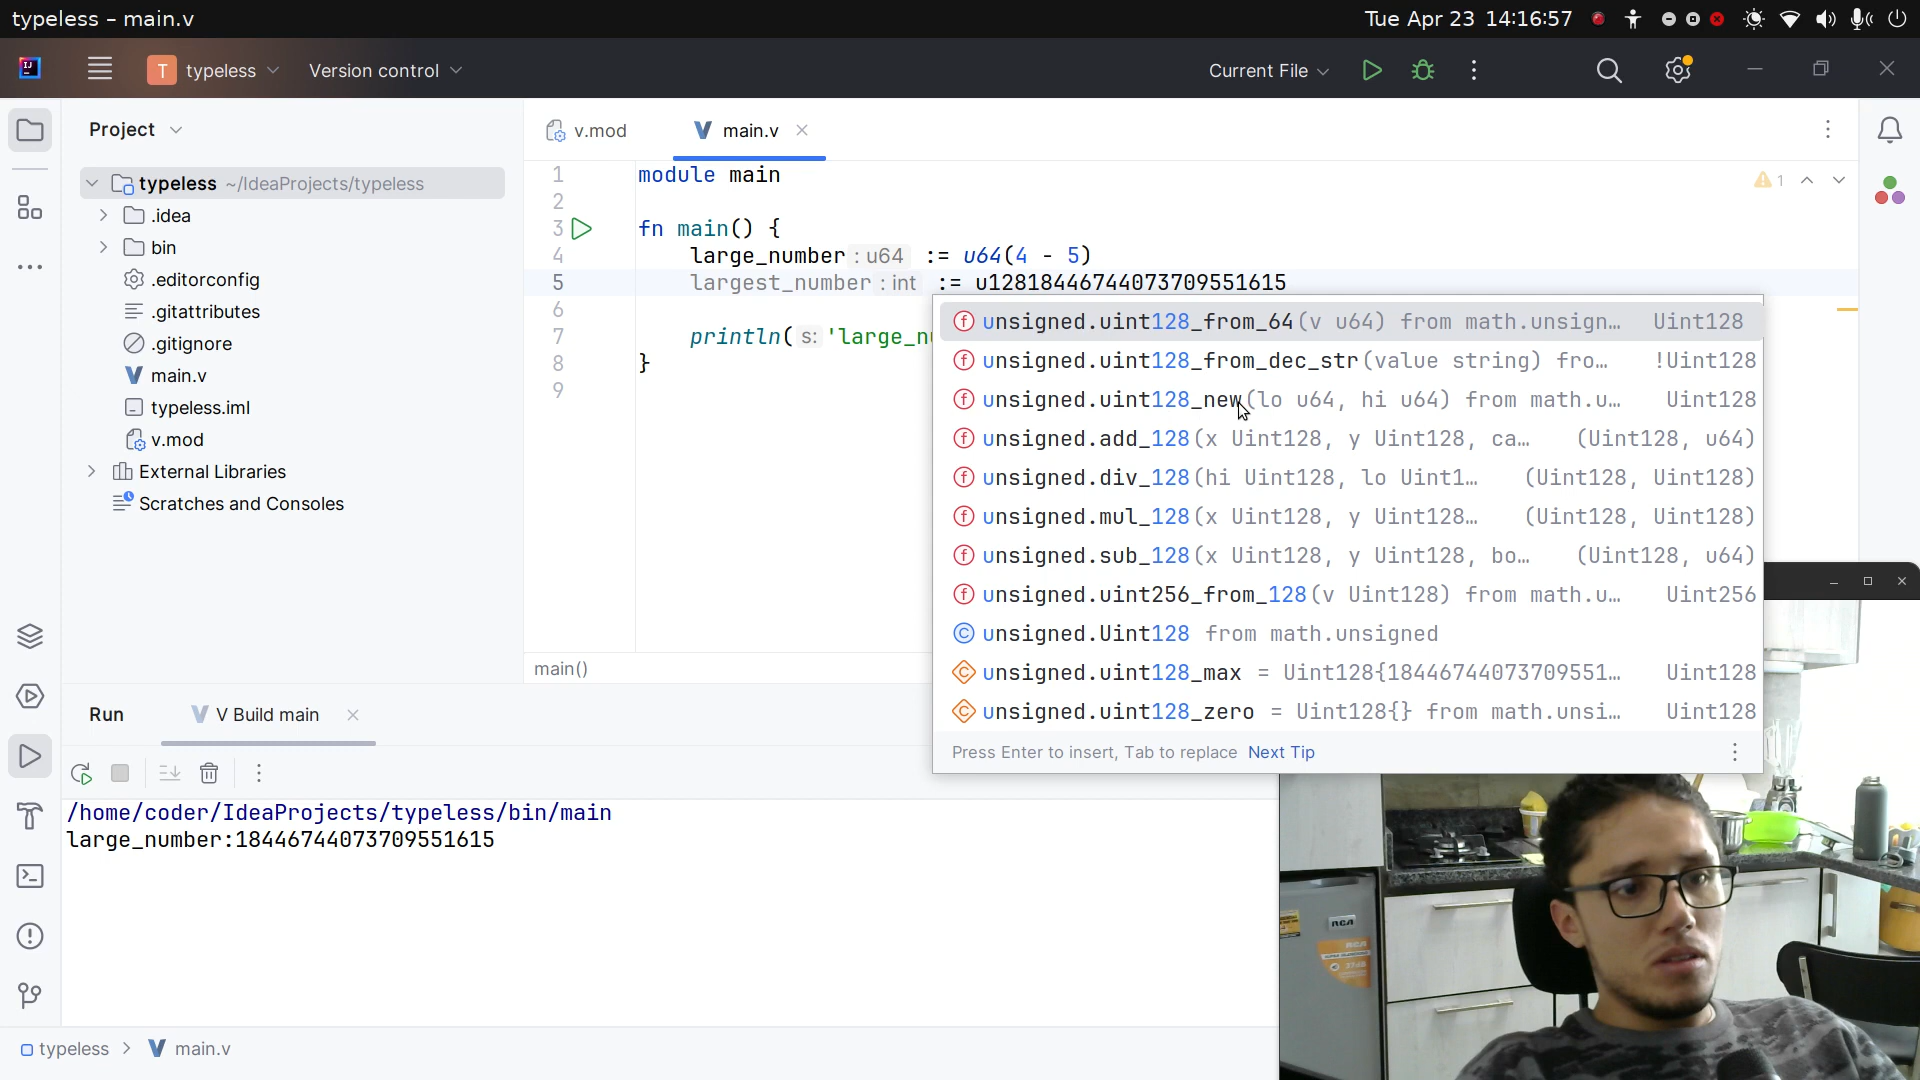 typeless – main.v
Tue Apr 23 14:16:57
T typeless
Version control
Current File
Project
v.mod
main.v
typeless ~/IdeaProjects/typeless
.idea
bin
.editorconfig
.gitattributes
.gitignore
main.v
typeless.iml
v.mod
External Libraries
Scratches and Consoles
1 module main
2
3 fn main() {
4 large_number : u64 := u64(4 - 5)
5 largest_number : int := u12818446744073709551615
6
7 println( s: 'large_nu
8 }
9
1
unsigned.uint128_from_64(v u64) from math.unsign… Uint128
unsigned.uint128_from_dec_str(value string) fro… !Uint128
unsigned.uint128_new(lo u64, hi u64) from math.u… Uint128
unsigned.add_128(x Uint128, y Uint128, ca… (Uint128, u64)
unsigned.div_128(hi Uint128, lo Uint1… (Uint128, Uint128)
unsigned.mul_128(x Uint128, y Uint128… (Uint128, Uint128)
unsigned.sub_128(x Uint128, y Uint128, bo… (Uint128, u64)
unsigned.uint256_from_128(v Uint128) from math.u… Uint256
unsigned.Uint128 from math.unsigned
unsigned.uint128_max = Uint128{18446744073709551… Uint128
unsigned.uint128_zero = Uint128{} from math.unsi… Uint128
Press Enter to insert, Tab to replace Next Tip
main()
Run
V Build main
/home/coder/IdeaProjects/typeless/bin/main
large_number:18446744073709551615
typeless > main.v
RCA
RCA